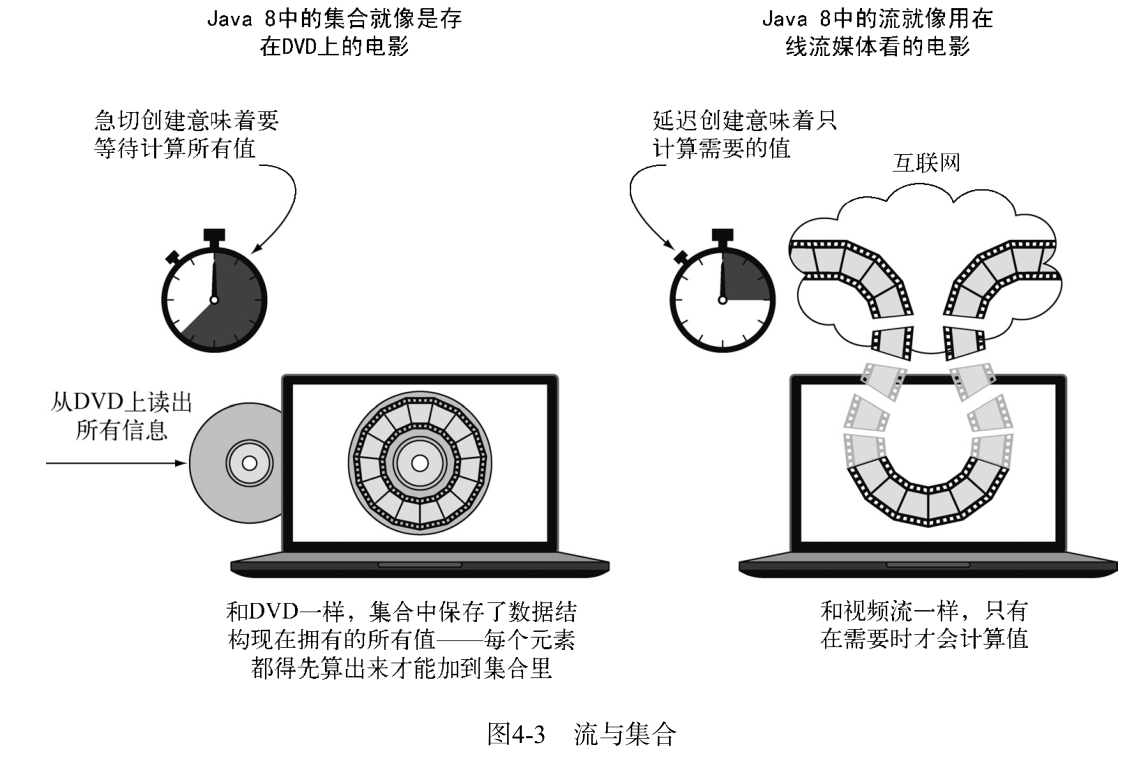 Java 8中的集合就像是存
在DVD上的电影
急切创建意味着要
等待计算所有值
从DVD上读出
所有信息
和DVD一样，集合中保存了数据结
构现在拥有的所有值——每个元素
都得先算出来才能加到集合里
Java 8中的流就像用在
线流媒体看的电影
延迟创建意味着只
计算需要的值
互联网
和视频流一样，只有
在需要时才会计算值
图4-3 流与集合